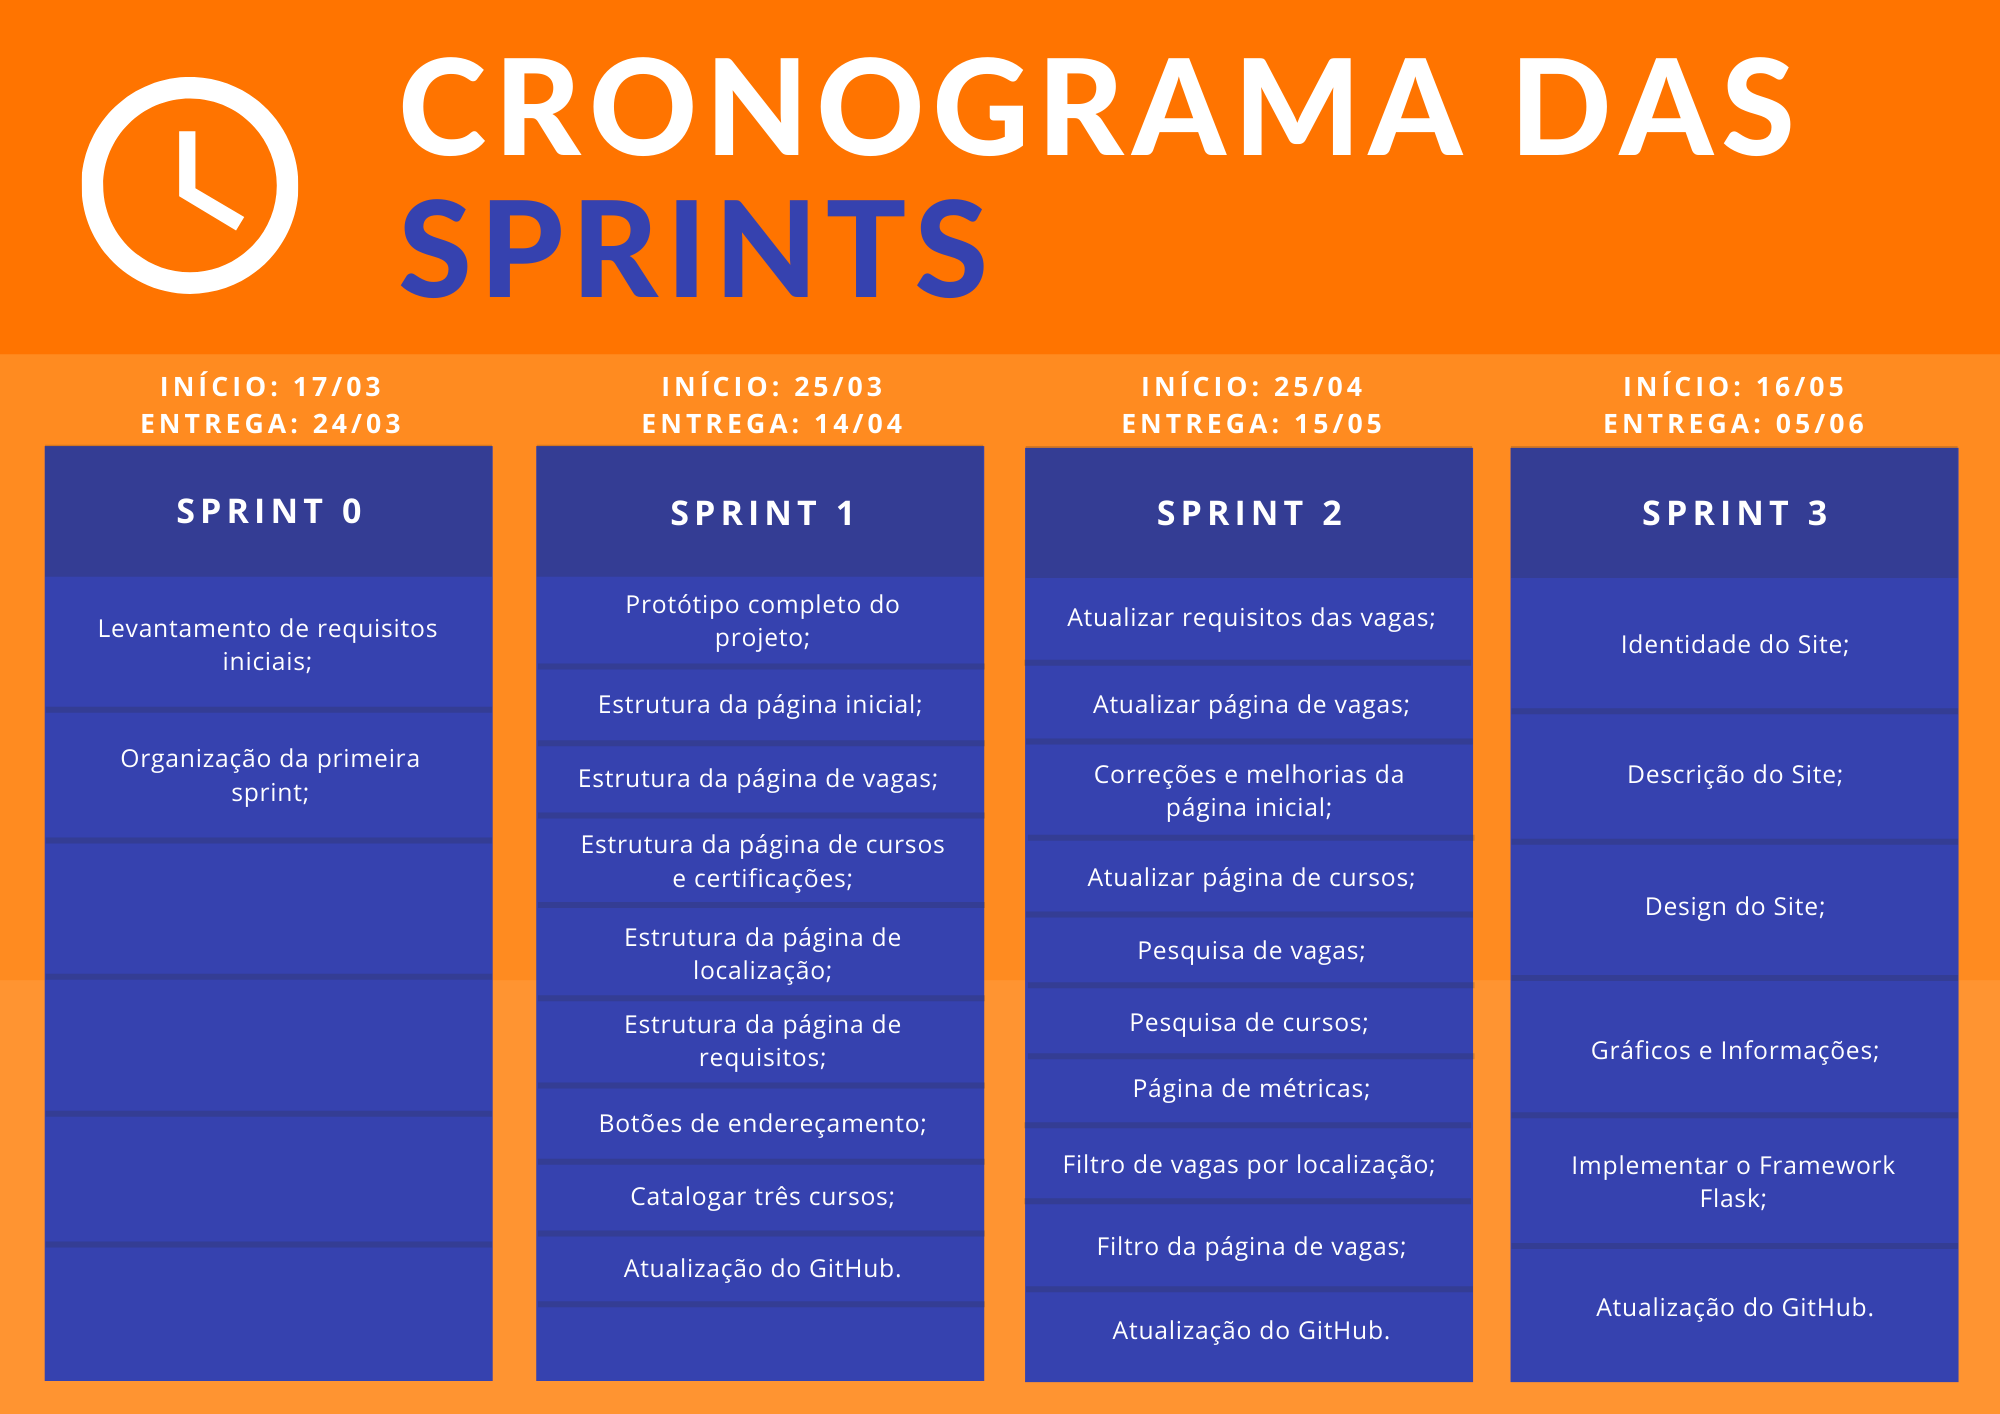 CRONOGRAMA DAS
SPRINTS
INÍCIO: 17/03
ENTREGA: 24/03
SPRINT 0
Levantamento de requisitos
iniciais;
Organização da primeira
sprint;
INÍCIO: 25/03
ENTREGA: 14/04
SPRINT 1
Protótipo completo do
projeto;
Estrutura da página inicial;
Estrutura da página de vagas;
Estrutura da página de cursos
e certificações;
Estrutura da página de
localização;
Estrutura da página de
requisitos;
Botões de endereçamento;
Catalogar três cursos;
Atualização do GitHub.
INÍCIO: 25/04
ENTREGA: 15/05
SPRINT 2
Atualizar requisitos das vagas;
Atualizar página de vagas;
Correções e melhorias da
página inicial;
Atualizar página de cursos;
Pesquisa de vagas;
Pesquisa de cursos;
Página de métricas;
Filtro de vagas por localização;
Filtro da página de vagas;
Atualização do GitHub.
INÍCIO: 16/05
ENTREGA: 05/06
SPRINT 3
Identidade do Site;
Descrição do Site;
Design do Site;
Gráficos e Informações;
Implementar o Framework
Flask;
Atualização do GitHub.